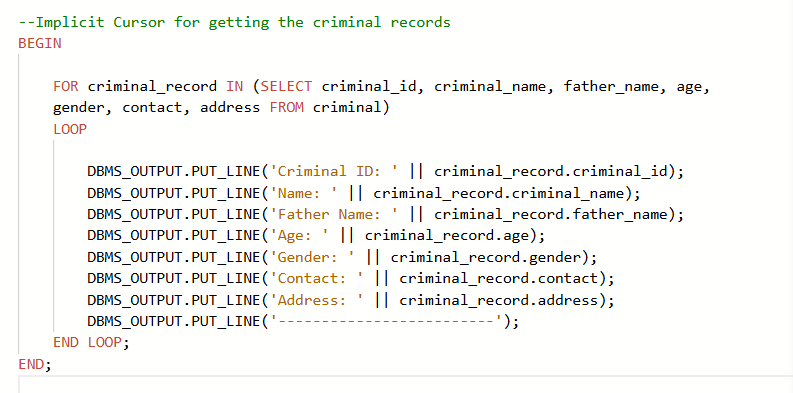 --Implicit Cursor for getting the criminal records
BEGIN
FOR criminal_record IN (SELECT criminal_id, criminal_name, father_name, age,
gender, contact, address FROM criminal)
LOOP
DBMS_OUTPUT.PUT_LINE('Criminal ID: ' || criminal_record.criminal_id);
DBMS_OUTPUT.PUT_LINE('Name: ' || criminal_record.criminal_name);
DBMS_OUTPUT.PUT_LINE('Father Name: ' || criminal_record.father_name);
DBMS_OUTPUT.PUT_LINE('Age: ' || criminal_record.age);
DBMS_OUTPUT.PUT_LINE('Gender: ' || criminal_record.gender);
DBMS_OUTPUT.PUT_LINE('Contact: ' || criminal_record.contact);
DBMS_OUTPUT.PUT_LINE('Address: ' || criminal_record.address);
DBMS_OUTPUT.PUT_LINE('-------------------------');
END LOOP;
END;